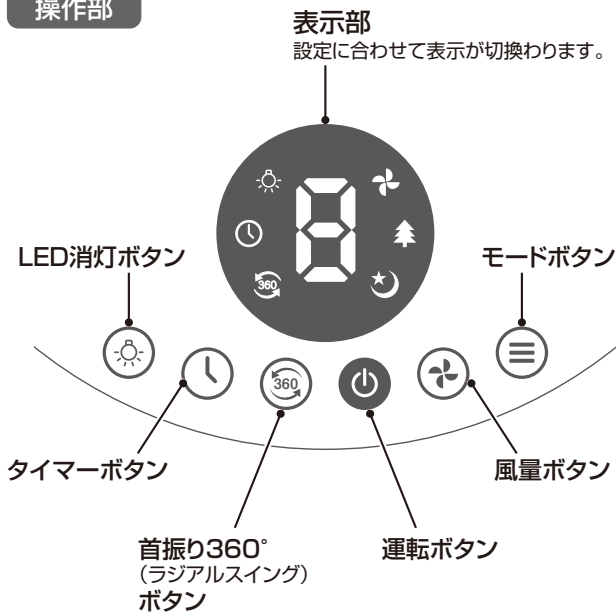 操作部
表示部
設定に合わせて表示が切換わります。
8
360
LED消灯ボタン
モードボタン
360
タイマーボタン
風量ボタン
首振り360°
（ラジアルスイング）
ボタン
運転ボタン